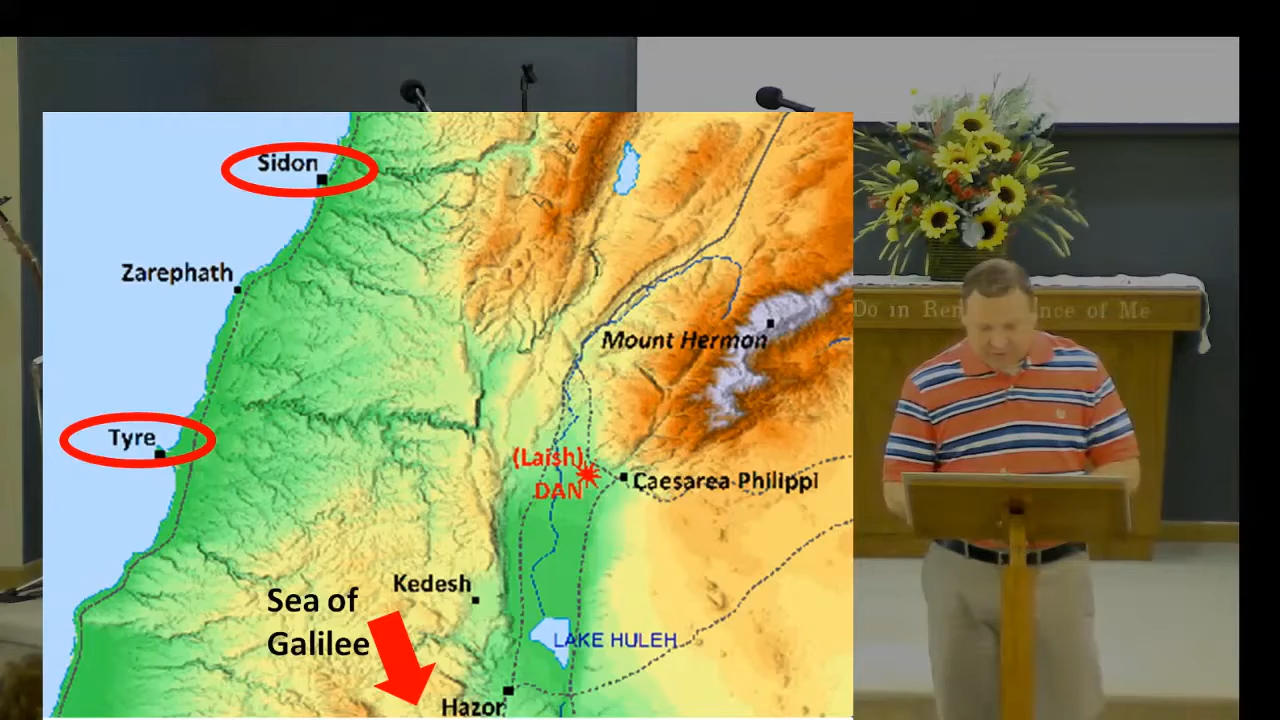 Sidon
Zarephath
Mount Hermon
Do in Rem nce of Me
Tyre
(Laish)
DAN
Caesarea Philippi
Kedesh
Sea of
Galilee
LAKE HULEH
Hazor